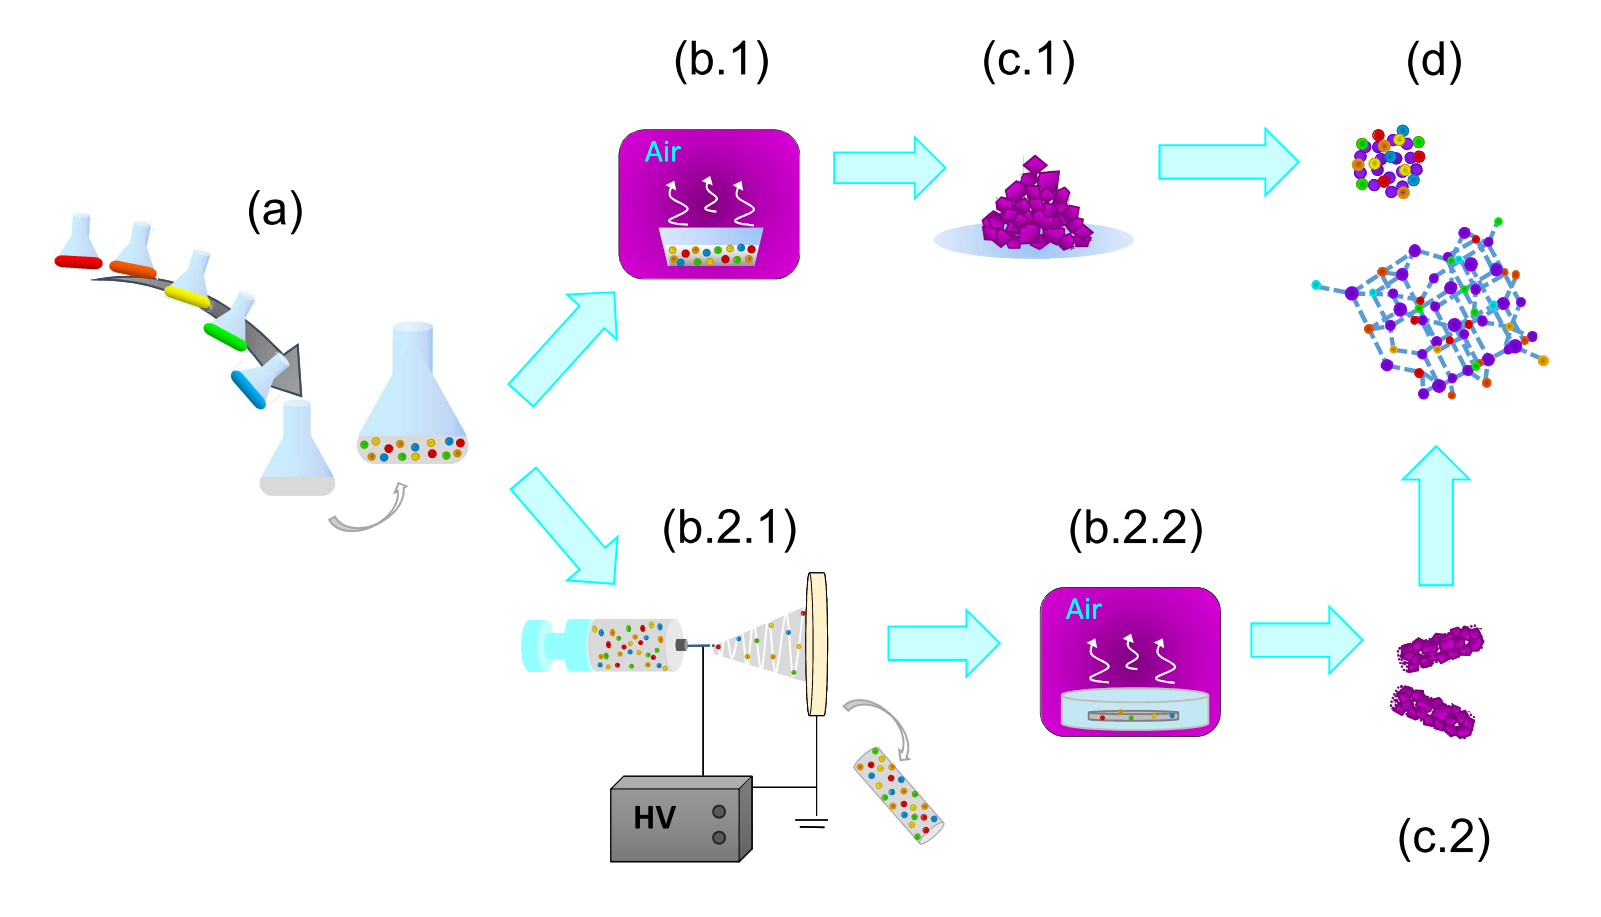 (a)
(b.1)
Air
(c.1)
(d)
(b.2.1)
HV
(b.2.2)
Air
(c.2)